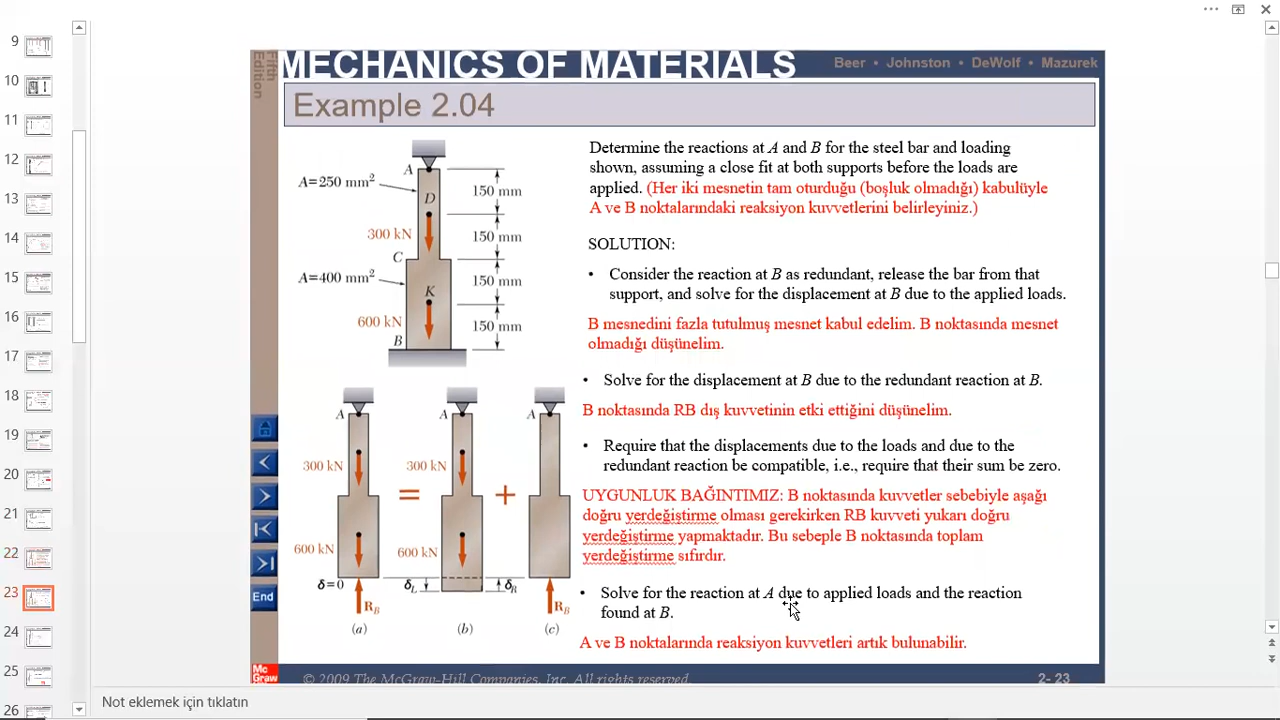 MECHANICS OF MATERIALS
Beer • Johnston • DeWolf • Mazurek
Fifth
Edition
Example 2.04
Determine the reactions at A and B for the steel bar and loading
shown, assuming a close fit at both supports before the loads are
applied. (Her iki mesnetin tam oturduğu (boşluk olmadığı) kabulüyle
A ve B noktalarındaki reaksiyon kuvvetlerini belirleyiniz.)
SOLUTION:
• Consider the reaction at B as redundant, release the bar from that
support, and solve for the displacement at B due to the applied loads.
B mesnedini fazla tutulmuş mesnet kabul edelim. B noktasında mesnet
olmadığı düşünelim.
• Solve for the displacement at B due to the redundant reaction at B.
B noktasında RB dış kuvvetinin etki ettiğini düşünelim.
• Require that the displacements due to the loads and due to the
redundant reaction be compatible, i.e., require that their sum be zero.
UYGUNLUK BAĞINTIMIZ: B noktasında kuvvetler sebebiyle aşağı
doğru yerdeğiştirme olması gerekirken RB kuvveti yukarı doğru
yerdeğiştirme yapmaktadır. Bu sebeple B noktasında toplam
yerdeğiştirme sıfırdır.
• Solve for the reaction at A due to applied loads and the reaction
found at B.
A ve B noktalarında reaksiyon kuvvetleri artık bulunabilir.
A
A=250 mm²
150 mm
D
300 kN
150 mm
C
A=400 mm²
150 mm
K
600 kN
150 mm
B
A
A
A
300 kN
300 kN
=
+
600 kN
600 kN
δ=0
δL
δR
RB
RB
(a)
(b)
(c)
End
Mc
Graw
© 2009 The McGraw-Hill Companies, Inc. All rights reserved.
2- 23
9
10
11
12
13
14
15
16
17
18
19
20
21
22
23
24
25
26
Not eklemek için tıklatın